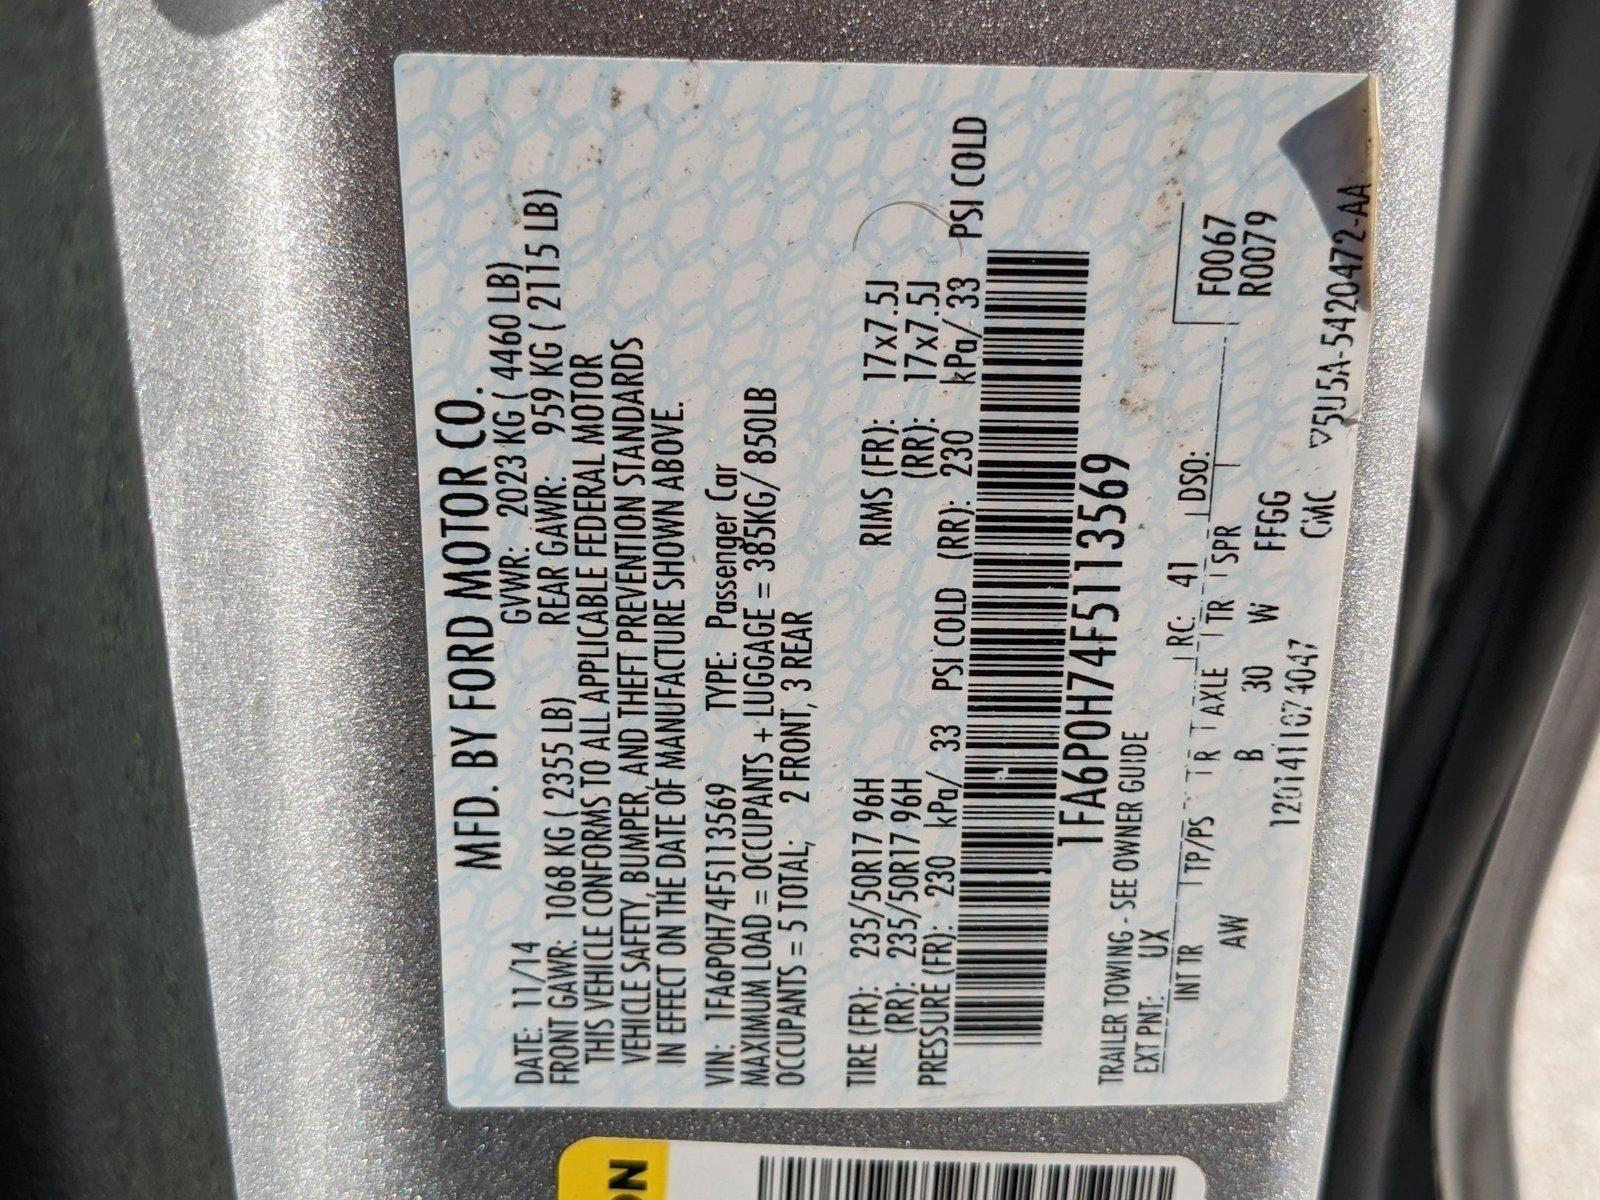 MFD. BY FORD MOTOR CO.
DATE: 11/14 GVWR: 2023 KG ( 4460 LB)
FRONT GAWR: 1068 KG ( 2355 LB) REAR GAWR: 959 KG ( 2115 LB)
THIS VEHICLE CONFORMS TO ALL APPLICABLE FEDERAL MOTOR
VEHICLE SAFETY, BUMPER, AND THEFT PREVENTION STANDARDS
IN EFFECT ON THE DATE OF MANUFACTURE SHOWN ABOVE.
VIN: 1FA6P0H74F5113569 TYPE: Passenger Car
MAXIMUM LOAD = OCCUPANTS + LUGGAGE = 385KG/ 850LB
OCCUPANTS = 5 TOTAL; 2 FRONT, 3 REAR
TIRE (FR): 235/50R17 96H RIMS (FR): 17x7.5J
(RR): 235/50R17 96H (RR): 17x7.5J
PRESSURE (FR): 230 kPa/ 33 PSI COLD (RR): 230 kPa/ 33 PSI COLD
1FA6P0H74F5113569
TRAILER TOWING - SEE OWNER GUIDE
EXT PNT: UX RC: 41 DSO: F0067
INT TR TP/PS TR AXLE TR SPR R0079
AW B 30 W FFGG
CMC ▽5U5A-5420472-AA
ON